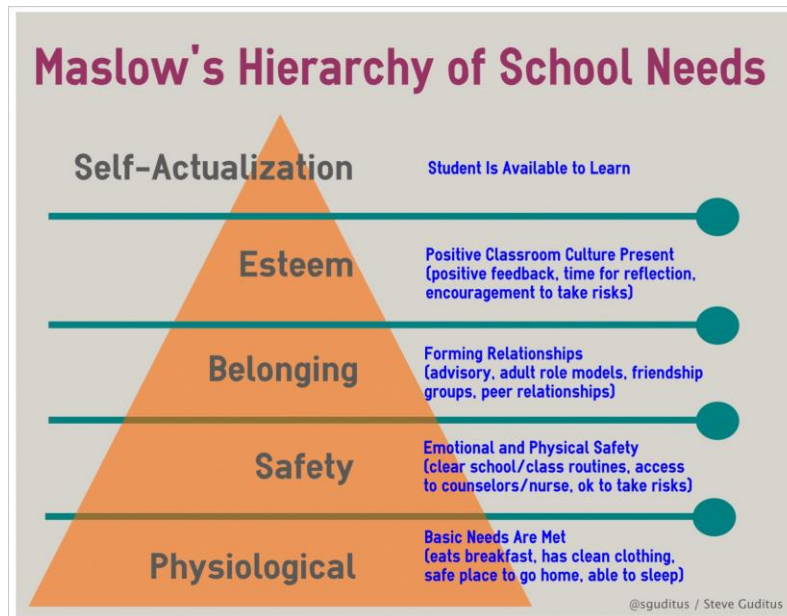 Maslow's Hierarchy of School Needs
Self-Actualization
Student Is Available to Learn
Esteem
Positive Classroom Culture Present
(positive feedback, time for reflection,
encouragement to take risks)
Belonging
Forming Relationships
(advisory, adult role models, friendship
groups, peer relationships)
Safety
Emotional and Physical Safety
(clear school/class routines, access
to counselors/nurse, ok to take risks)
Physiological
Basic Needs Are Met
(eats breakfast, has clean clothing,
safe place to go home, able to sleep)
@sguditus / Steve Guditus